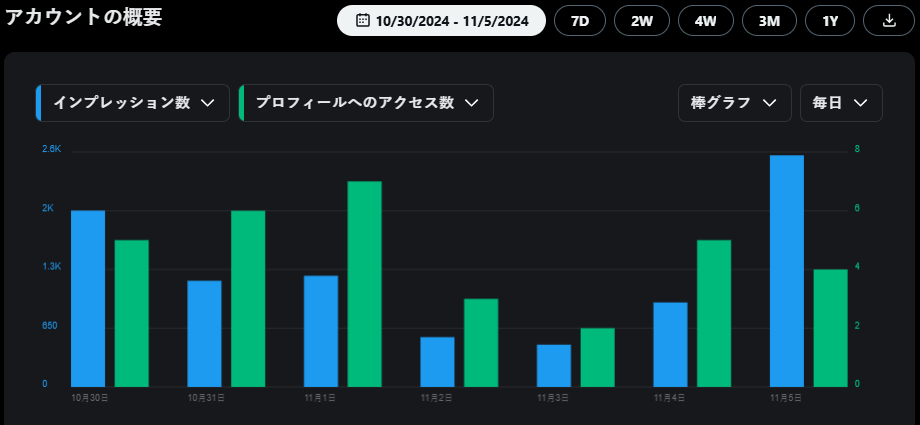 アカウントの概要
10/30/2024 - 11/5/2024 7D 2W 4W 3M 1Y
インプレッション数 プロフィールへのアクセス数 棒グラフ 毎日
2.6K 8
2K 6
1.3K 4
650 2
0 0
10月30日 10月31日 11月1日 11月2日 11月3日 11月4日 11月5日